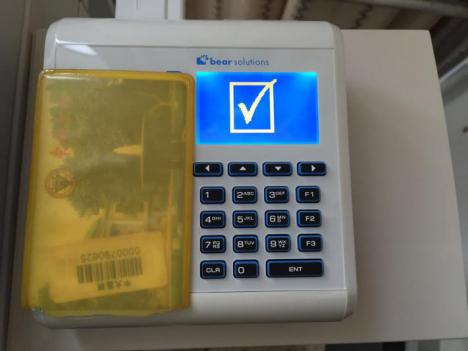 bear solutions
1 2ABC 3DEF F1
4GHI 5JKL 6MNO F2
7PQRS 8TUV 9WXYZ F3
CLR 0 ENT